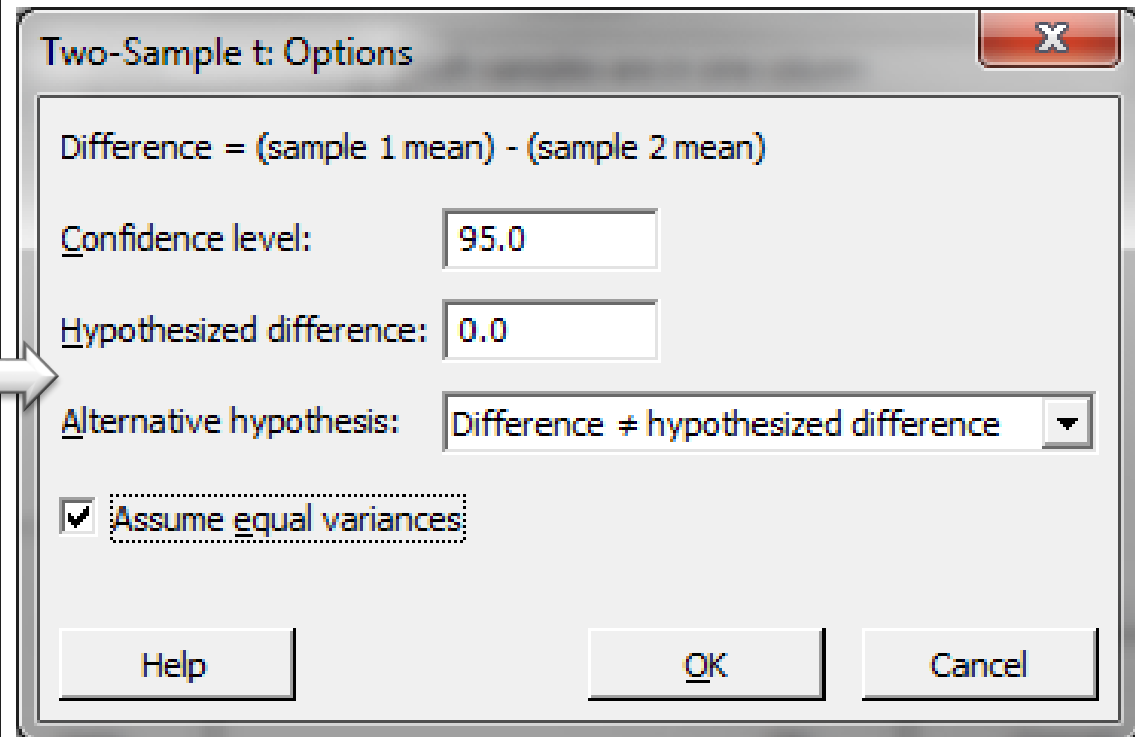 Two-Sample t: Options
Difference = (sample 1 mean) - (sample 2 mean)
Confidence level: 95.0
Hypothesized difference: 0.0
Alternative hypothesis: Difference ≠ hypothesized difference
Assume equal variances
Help OK Cancel